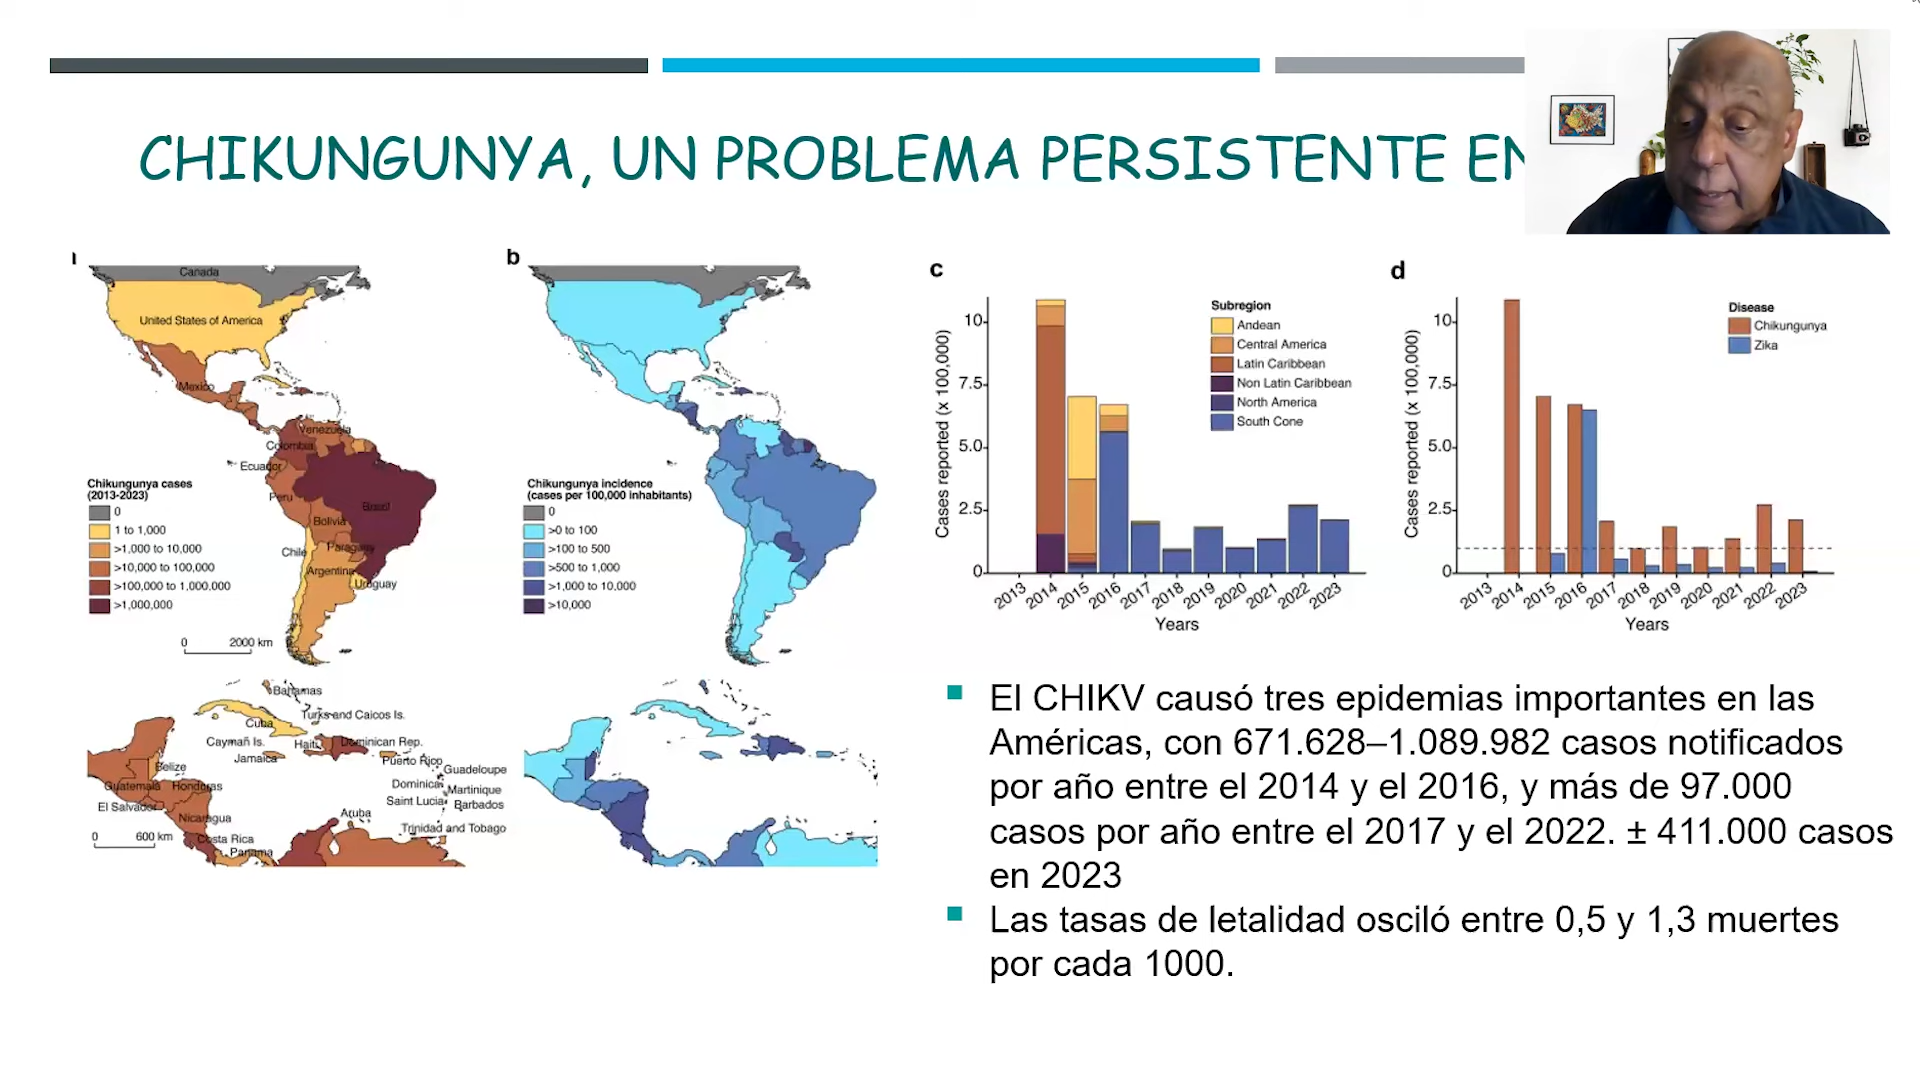 CHIKUNGUNYA, UN PROBLEMA PERSISTENTE EN
b
Canada
United States of America
Mexico
Venezuela
Colombia
Ecuador
Peru
Brasil
Bolivia
Chile
Paraguay
Argentina
Uruguay
Chikungunya cases
(2013-2023)
0
1 to 1,000
>1,000 to 10,000
>10,000 to 100,000
>100,000 to 1,000.000
>1,000,000
0 2000 km
Bahamas
Turks and Caicos Is.
Cuba
Caymañ Is.
Haiti
Dominican Rep.
Jamaica
Puerto Rico
Guadeloupe
Belize
Dominica
Martinique
Guatemala
Honduras
Saint Lucia
Barbados
El Salvador
Nicaragua
Aruba
Trinidad and Tobago
Costa Rica
Panama
0 600 km
Chikungunya incidence
(cases per 100,000 inhabitants)
0
>0 to 100
>100 to 500
>500 to 1,000
>1,000 to 10,000
>10,000
c
Cases reported (x 100,000)
10
7.5
5.0
2.5
0
2013 2014 2015 2016 2017 2018 2019 2020 2021 2022 2023
Years
Subregion
Andean
Central America
Latin Caribbean
Non Latin Caribbean
North America
South Cone
d
Cases reported (x 100,000)
10
7.5
5.0
2.5
0
2013 2014 2015 2016 2017 2018 2019 2020 2021 2022 2023
Years
Disease
Chikungunya
Zika
El CHIKV causó tres epidemias importantes en las
Américas, con 671.628–1.089.982 casos notificados
por año entre el 2014 y el 2016, y más de 97.000
casos por año entre el 2017 y el 2022. ± 411.000 casos
en 2023
Las tasas de letalidad osciló entre 0,5 y 1,3 muertes
por cada 1000.